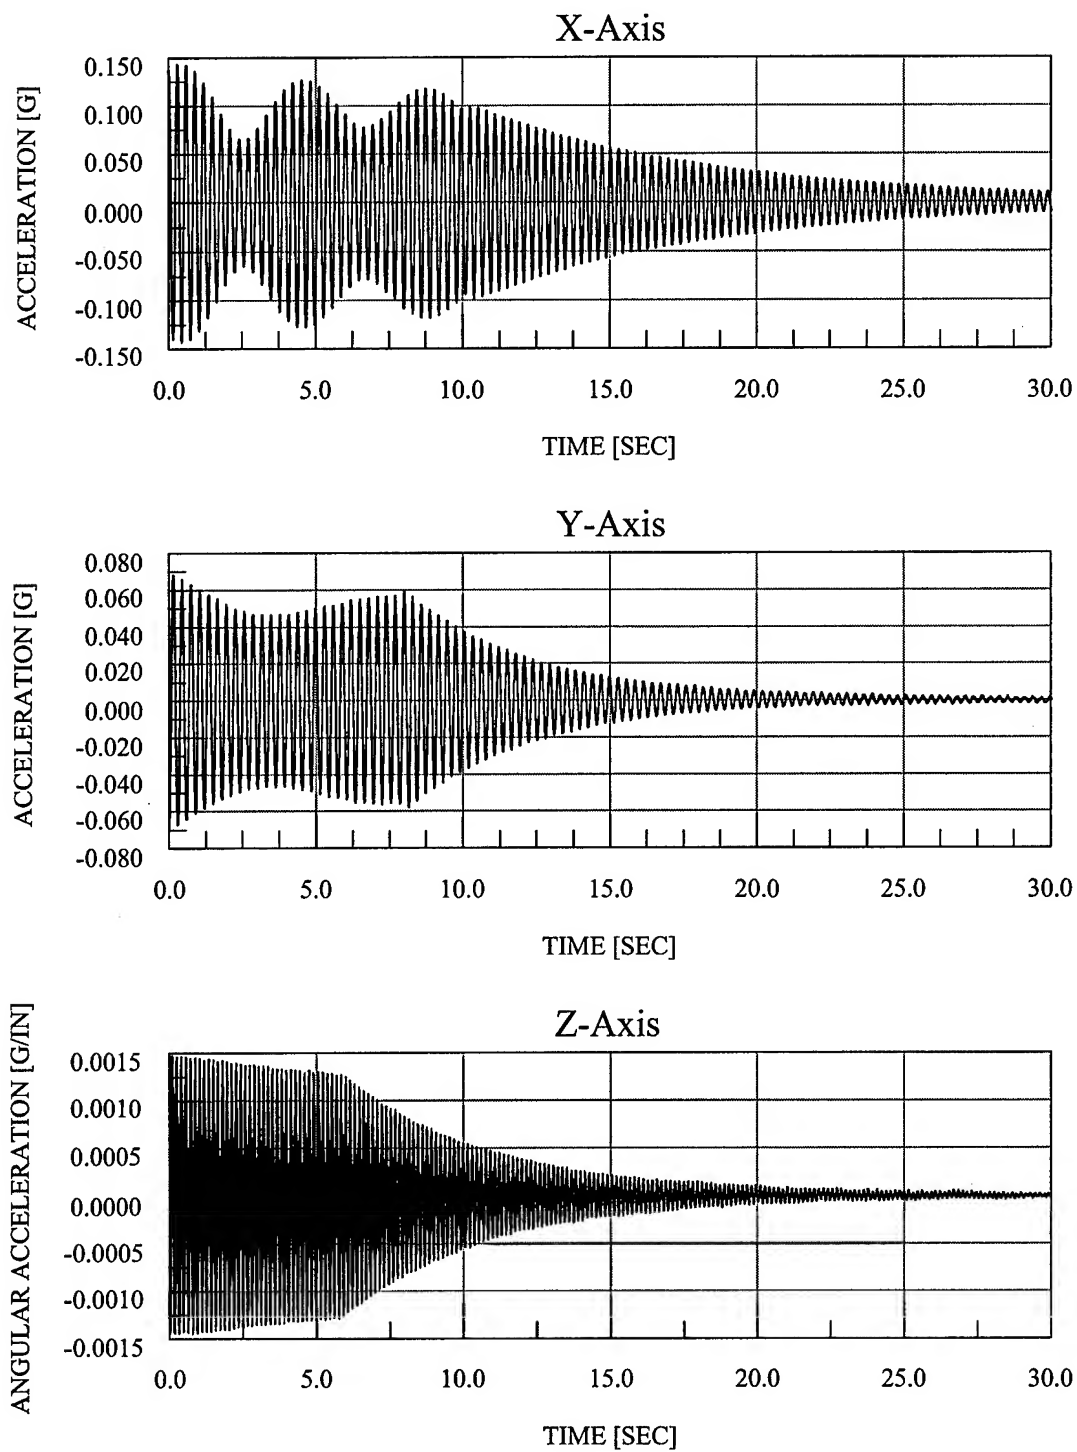 X-Axis
ACCELERATION [G]
0.150
0.100
0.050
0.000
-0.050
-0.100
-0.150
0.0 5.0 10.0 15.0 20.0 25.0 30.0
TIME [SEC]
Y-Axis
ACCELERATION [G]
0.080
0.060
0.040
0.020
0.000
-0.020
-0.040
-0.060
-0.080
0.0 5.0 10.0 15.0 20.0 25.0 30.0
TIME [SEC]
Z-Axis
ANGULAR ACCELERATION [G/IN]
0.0015
0.0010
0.0005
0.0000
-0.0005
-0.0010
-0.0015
0.0 5.0 10.0 15.0 20.0 25.0 30.0
TIME [SEC]